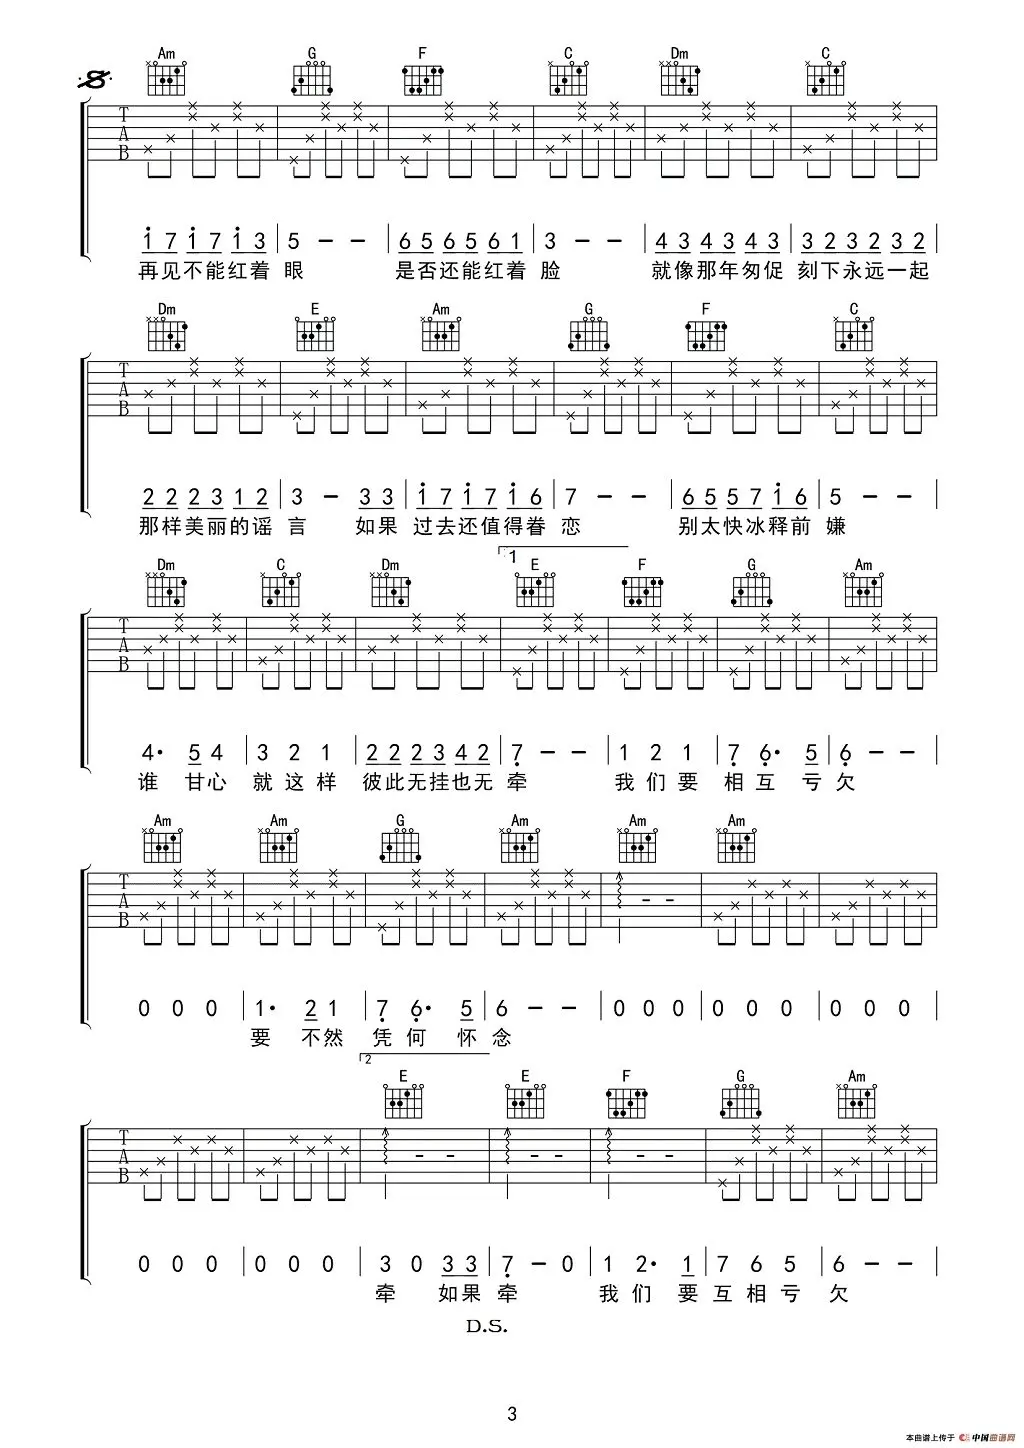 Am G F C Dm C
T
A
B
1 7 1 7 1 3 | 5 - - | 6 5 6 5 6 1 | 3 - - | 4 3 4 3 4 3 | 3 2 3 2 3 2 |
再见不能红着 眼 是否还能红着 脸 就像那年匆促 刻下永远一起
Dm E Am G F C
T
A
B
2 2 2 3 1 2 | 3 - 3 3 | 1 7 1 7 1 6 | 7 - - | 6 5 5 7 1 6 | 5 - - |
那样美丽的谣 言 如果 过去还值得眷 恋 别太快冰释前 嫌
1
Dm C Dm E F G Am
T
A
B
4· 5 4 | 3 2 1 | 2 2 2 3 4 2 | 7 - - | 1 2 1 | 7 6· 5 | 6 - - |
谁 甘心 就 这 样 彼此无挂也无 牵 我 们 要 相 互 亏 欠
Am Am G Am Am Am
T
A
B
0 0 0 | 1· 2 1 | 7 6· 5 | 6 - - | 0 0 0 | 0 0 0 | 0 0 0 |
要 不然 凭 何 怀 念
2
E E F G Am
T
A
B
0 0 0 | 0 0 0 | 3 0 3 3 | 7 - 0 | 1 2· 1 | 7 6 5 | 6 - - |
牵 如果 牵 我 们 要 互 相 亏 欠
D.S.
3
本曲谱上传于 中国曲谱网